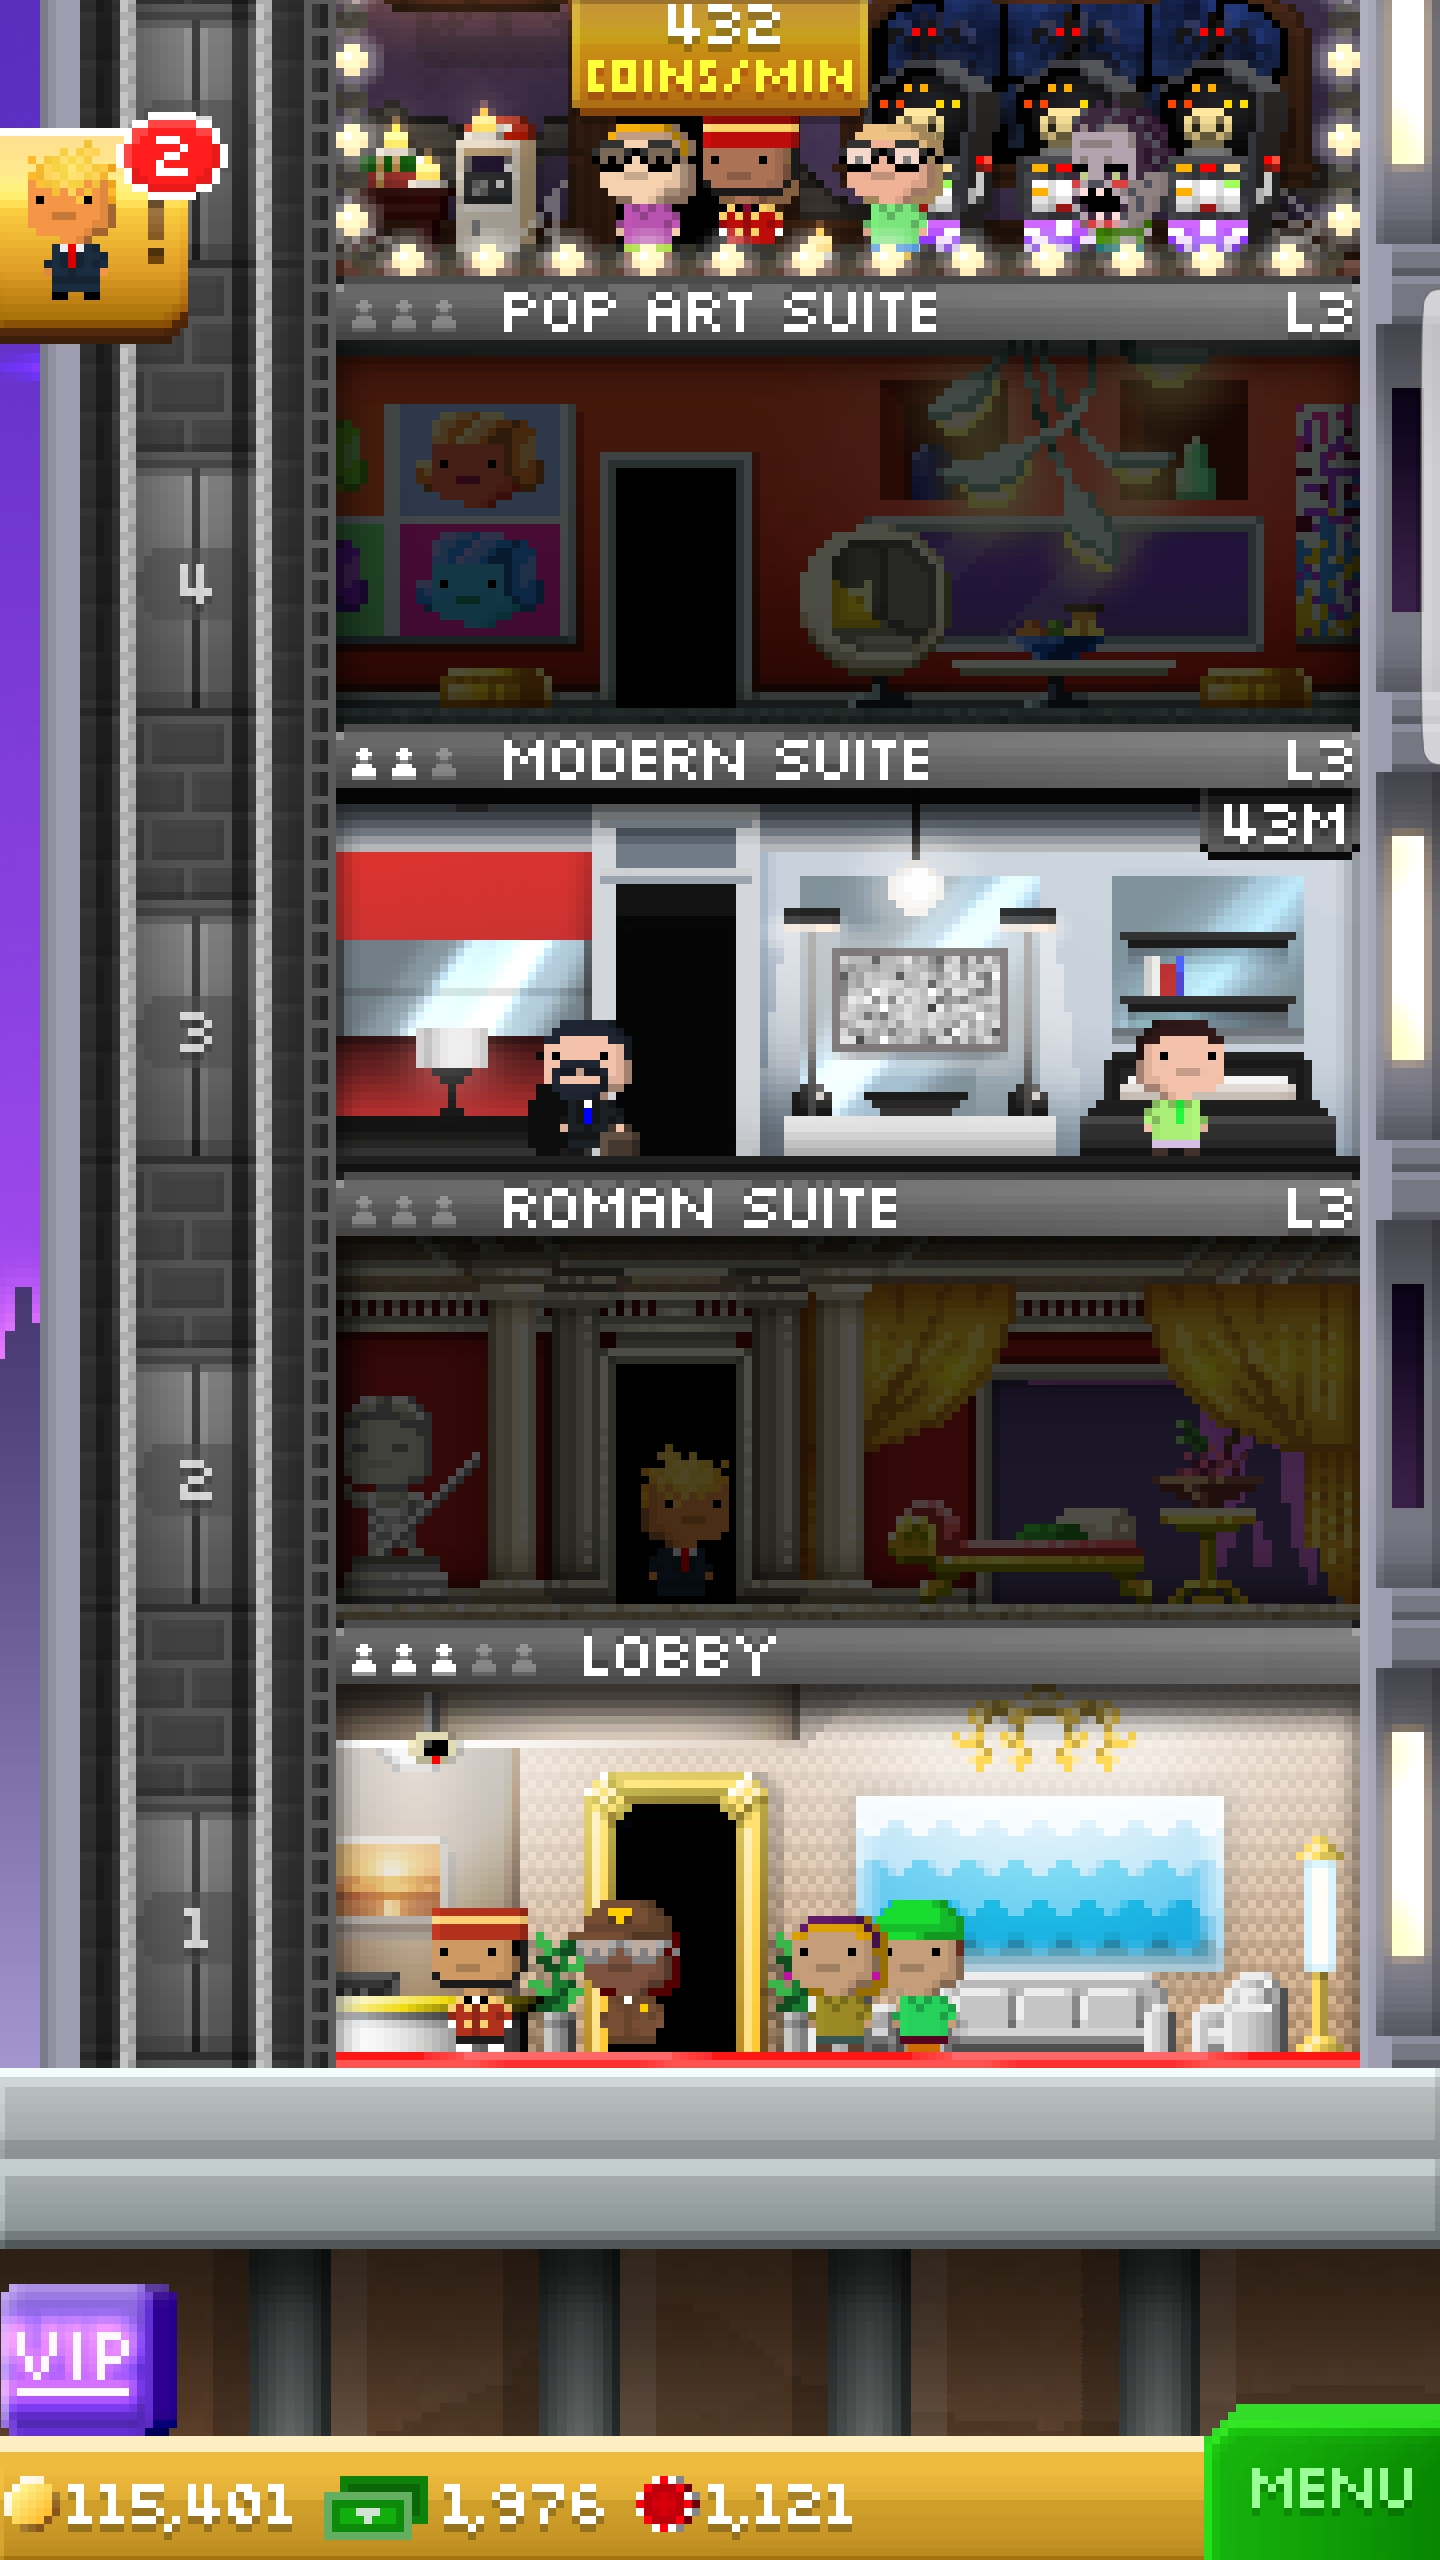 432
COINS/MIN
2
!
POP ART SUITE L3
4
MODERN SUITE L3
43M
3
ROMAN SUITE L3
2
LOBBY
1
VIP
115,401 1,976 1,121
MENU